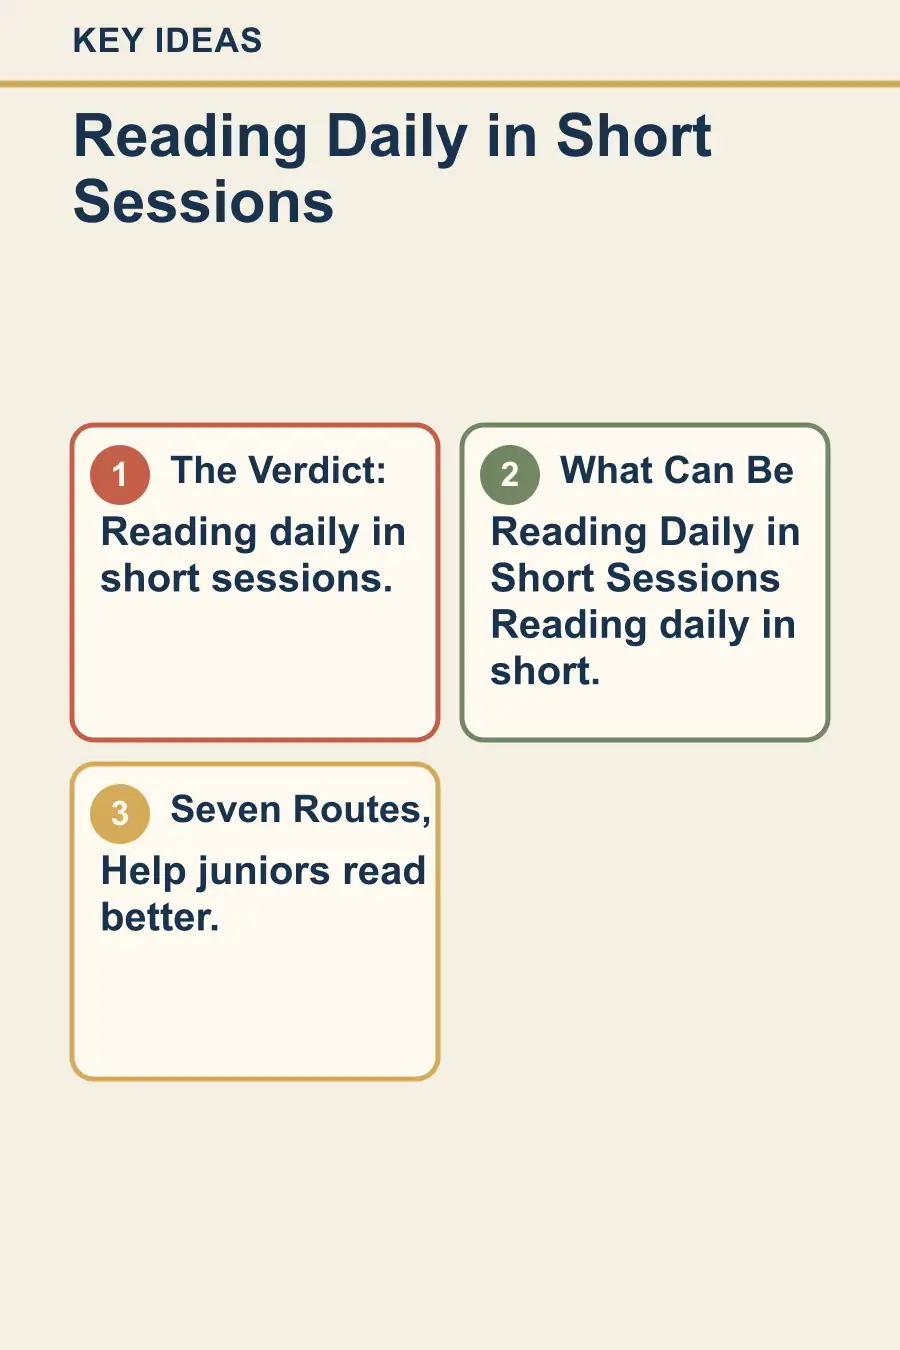 KEY IDEAS
Reading Daily in Short
Sessions
1 The Verdict:
Reading daily in
short sessions.
2 What Can Be
Reading Daily in
Short Sessions
Reading daily in
short.
3 Seven Routes,
Help juniors read
better.